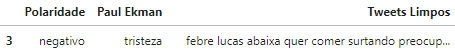 Polaridade Paul Ekman Tweets Limpos
3 negativo tristeza febre lucas abaixa quer comer surtando preocup...